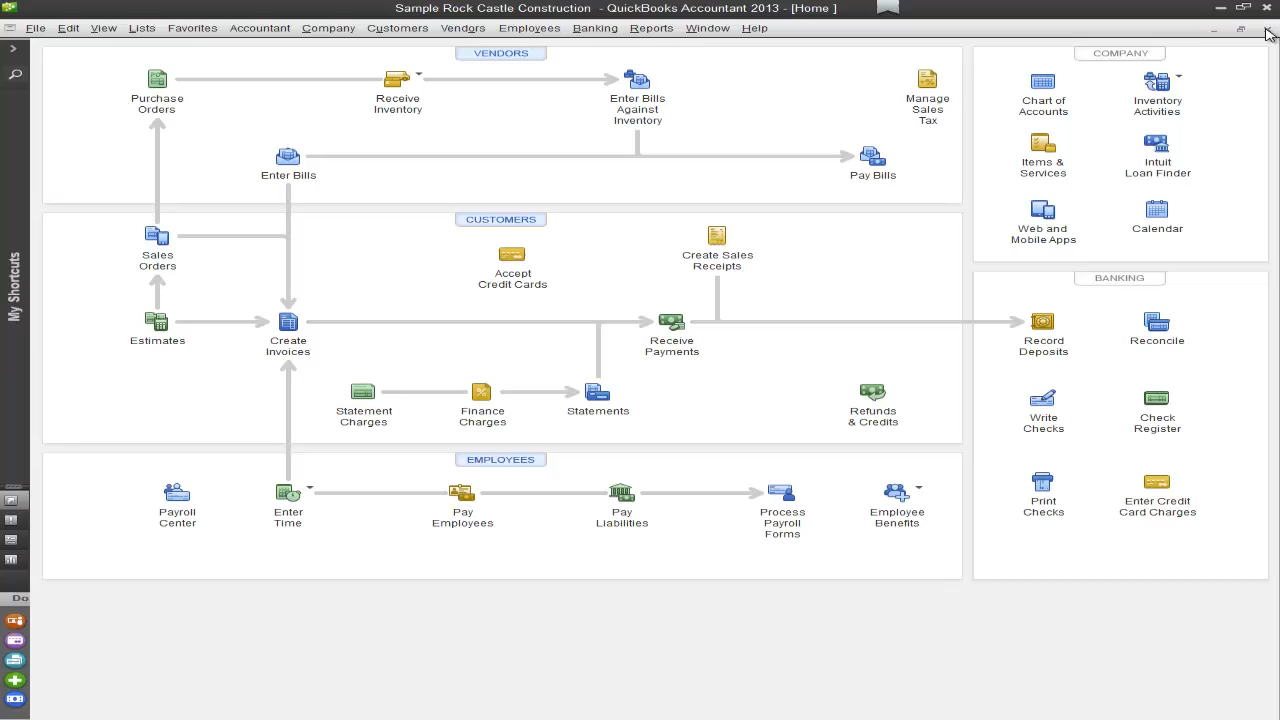 Sample Rock Castle Construction - QuickBooks Accountant 2013 - [Home ]
File Edit View Lists Favorites Accountant Company Customers Vendors Employees Banking Reports Window Help
VENDORS
Purchase
Orders
Receive
Inventory
Enter Bills
Against
Inventory
Manage
Sales
Tax
Enter Bills
Pay Bills
CUSTOMERS
Sales
Orders
Accept
Credit Cards
Create Sales
Receipts
Estimates
Create
Invoices
Receive
Payments
Statement
Charges
Finance
Charges
Statements
Refunds
& Credits
EMPLOYEES
Payroll
Center
Enter
Time
Pay
Employees
Pay
Liabilities
Process
Payroll
Forms
Employee
Benefits
COMPANY
Chart of
Accounts
Inventory
Activities
Items &
Services
Intuit
Loan Finder
Web and
Mobile Apps
Calendar
BANKING
Record
Deposits
Reconcile
Write
Checks
Check
Register
Print
Checks
Enter Credit
Card Charges
My Shortcuts
Do